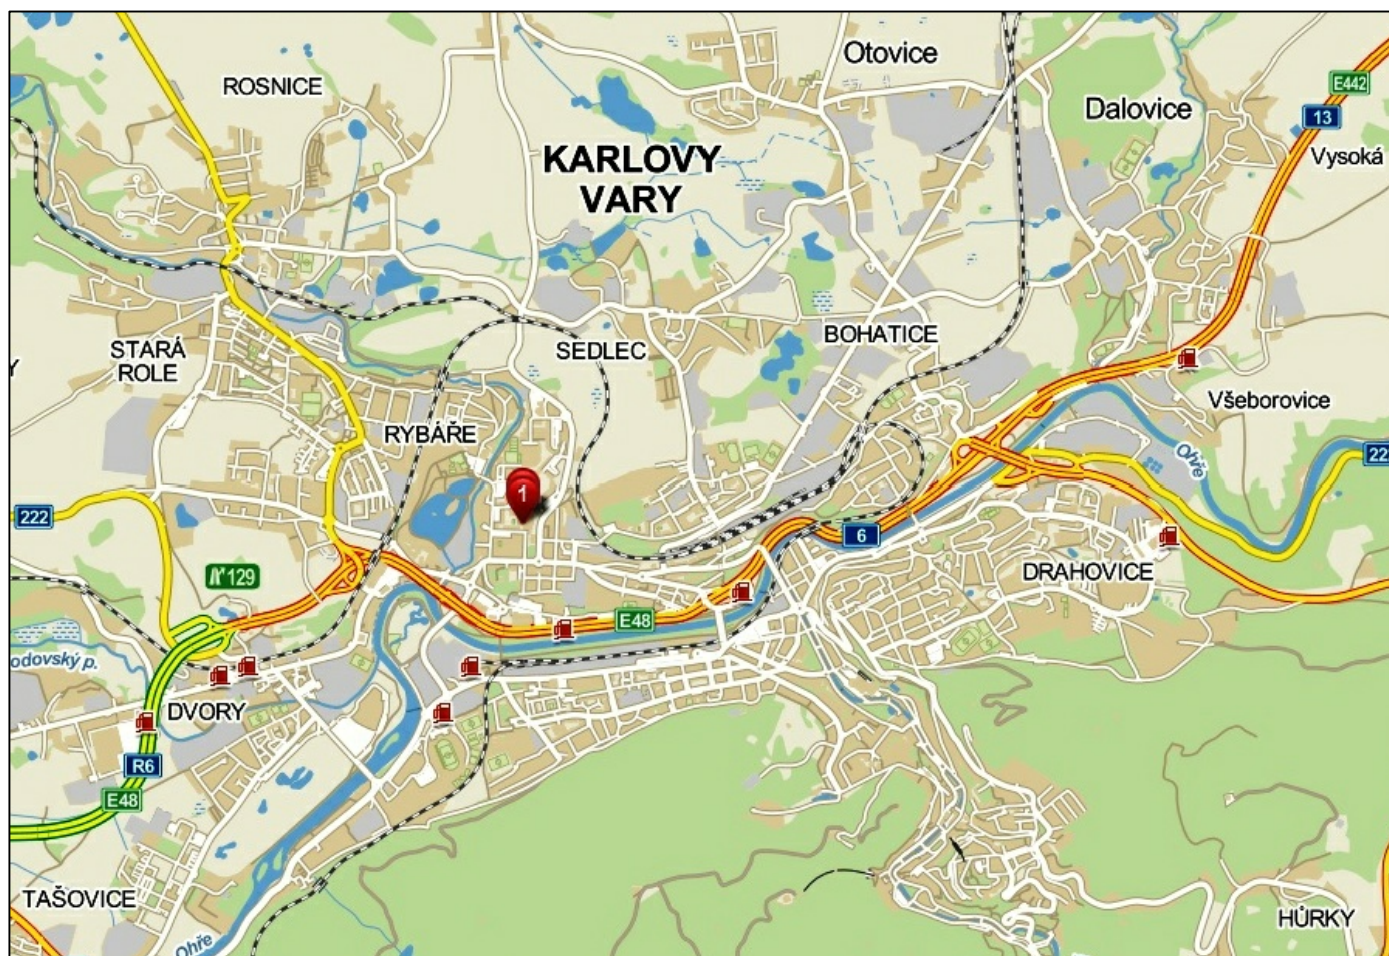 Otovice
ROSNICE
E442
Dalovice
13
KARLOVY
VARY
Vysoká
BOHATICE
STARÁ
ROLE
SEDLEC
Všeborovice
RYBÁŘE
Ohře
222
1
222
6
129
DRAHOVICE
E48
odovský p.
DVORY
R6
E48
TAŠOVICE
HŮRKY
Ohře